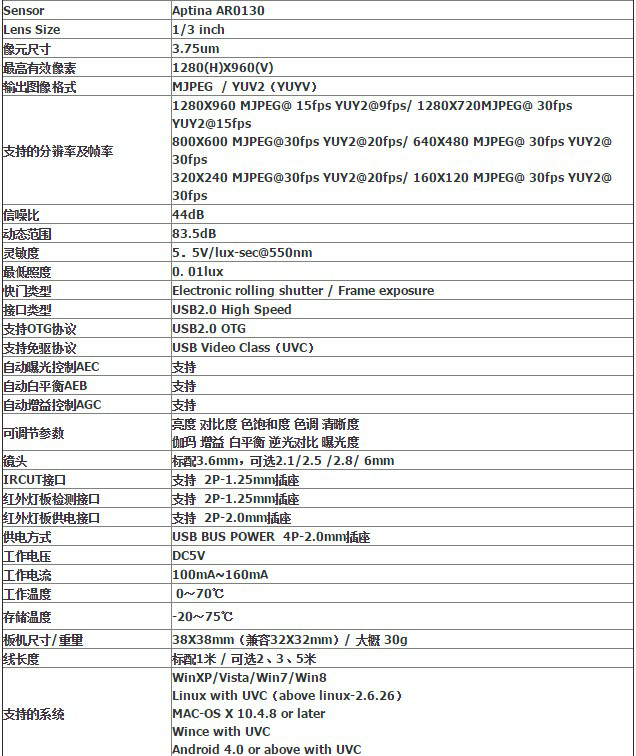 Sensor Aptina AR0130
Lens Size 1/3 inch
像元尺寸 3.75um
最高有效像素 1280(H)X960(V)
输出图像格式 MJPEG / YUV2（YUYV）
支持的分辨率及帧率 1280X960 MJPEG@ 15fps YUY2@9fps/ 1280X720MJPEG@ 30fps
YUY2@15fps
800X600 MJPEG@30fps YUY2@20fps/ 640X480 MJPEG@ 30fps YUY2@
30fps
320X240 MJPEG@30fps YUY2@20fps/ 160X120 MJPEG@ 30fps YUY2@
30fps
信噪比 44dB
动态范围 83.5dB
灵敏度 5．5V/lux-sec@550nm
最低照度 0. 01lux
快门类型 Electronic rolling shutter / Frame exposure
接口类型 USB2.0 High Speed
支持OTG协议 USB2.0 OTG
支持免驱协议 USB Video Class（UVC）
自动曝光控制AEC 支持
自动白平衡AEB 支持
自动增益控制AGC 支持
可调节参数 亮度 对比度 色饱和度 色调 清晰度
伽玛 增益 白平衡 逆光对比 曝光度
镜头 标配3.6mm，可选2.1/2.5 /2.8/ 6mm
IRCUT接口 支持 2P-1.25mm插座
红外灯板检测接口 支持 2P-1.25mm插座
红外灯板供电接口 支持 2P-2.0mm插座
供电方式 USB BUS POWER 4P-2.0mm插座
工作电压 DC5V
工作电流 100mA~160mA
工作温度 0～70℃
存储温度 -20～75℃
板机尺寸/重量 38X38mm（兼容32X32mm）/ 大概 30g
线长度 标配1米 / 可选2、3、5米
支持的系统 WinXP/Vista/Win7/Win8
Linux with UVC（above linux-2.6.26）
MAC-OS X 10.4.8 or later
Wince with UVC
Android 4.0 or above with UVC